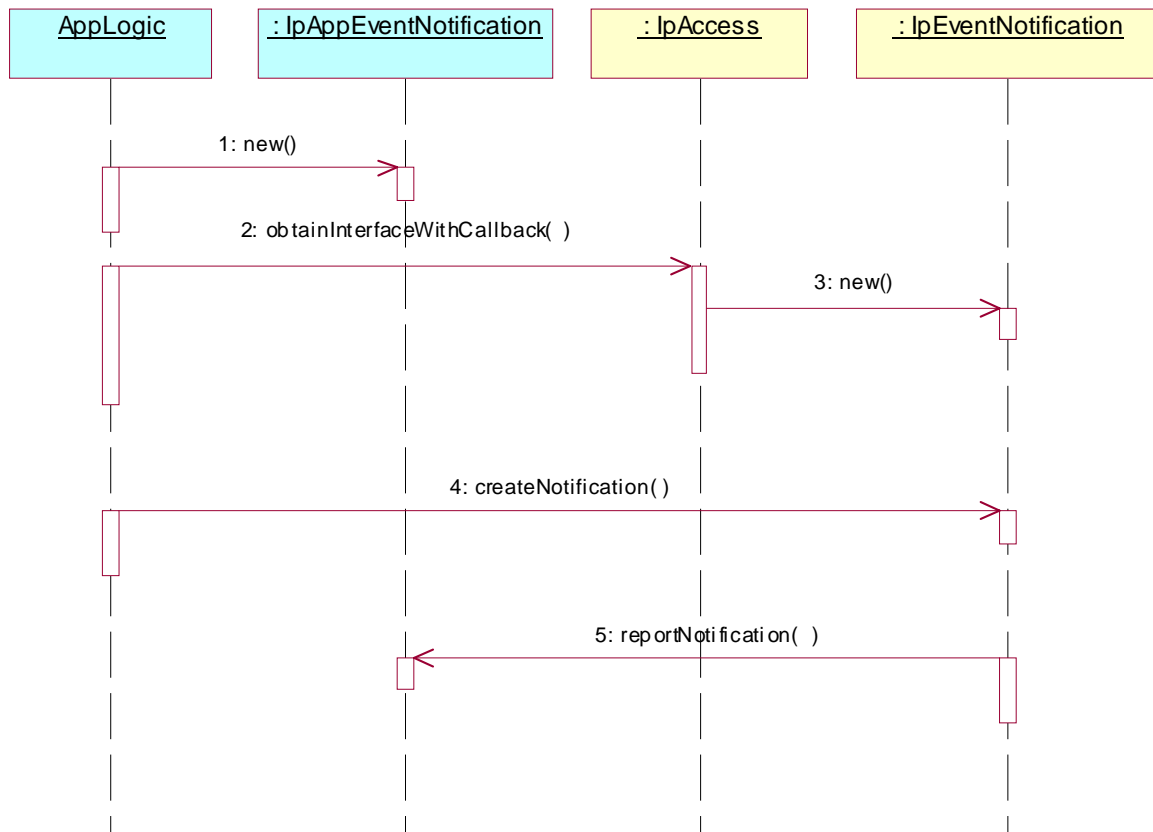 AppLogic
: IpAppEventNotification
: IpAccess
: IpEventNotification
1: new()
2: obtainInterfaceWithCallback( )
3: new()
4: createNotification( )
5: reportNotification( )